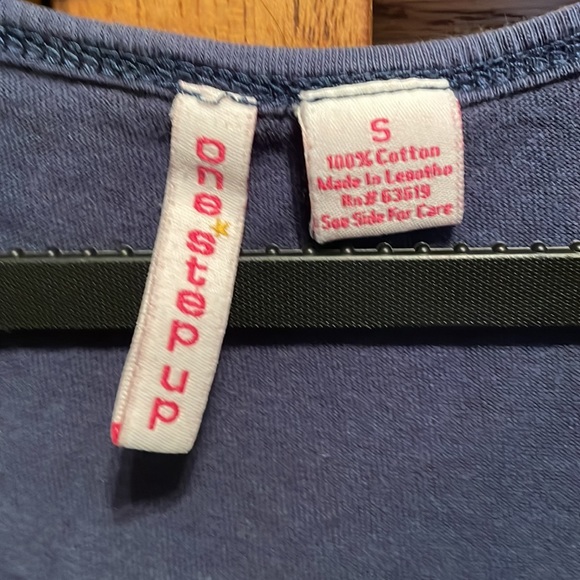 one step up
S
100% Cotton
Made In Lesotho
Rn# 63619
See Side For Care